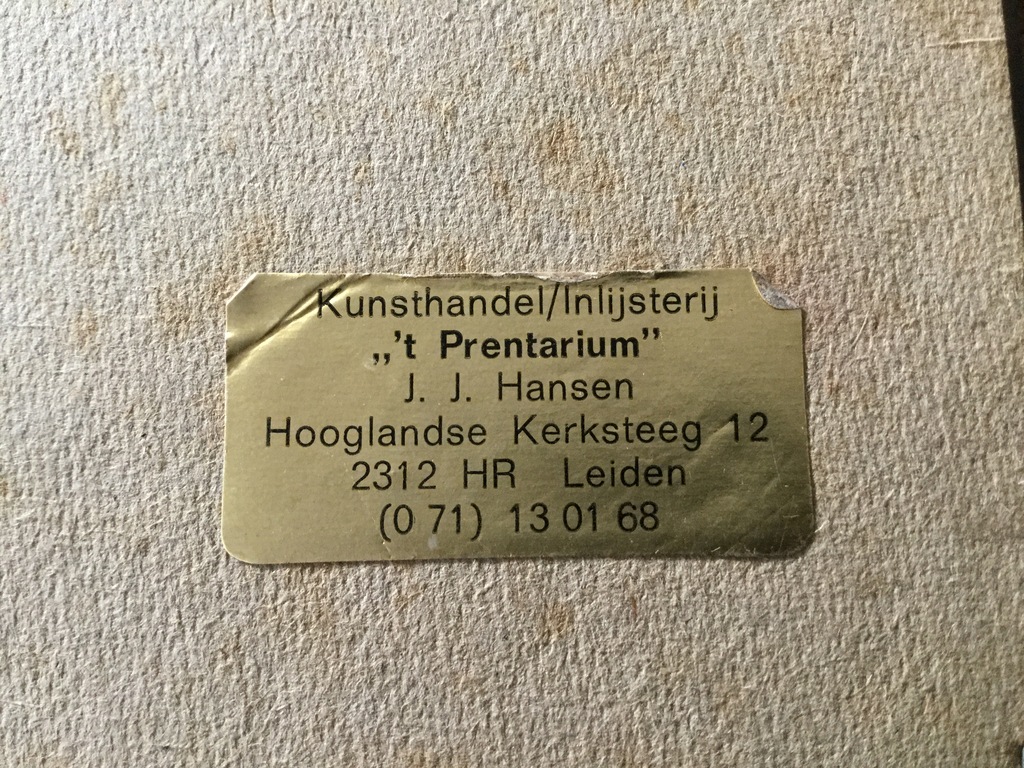 Kunsthandel/Inlijsterij
„'t Prentarium”
J. J. Hansen
Hooglandse Kerksteeg 12
2312 HR Leiden
(0 71) 13 01 68